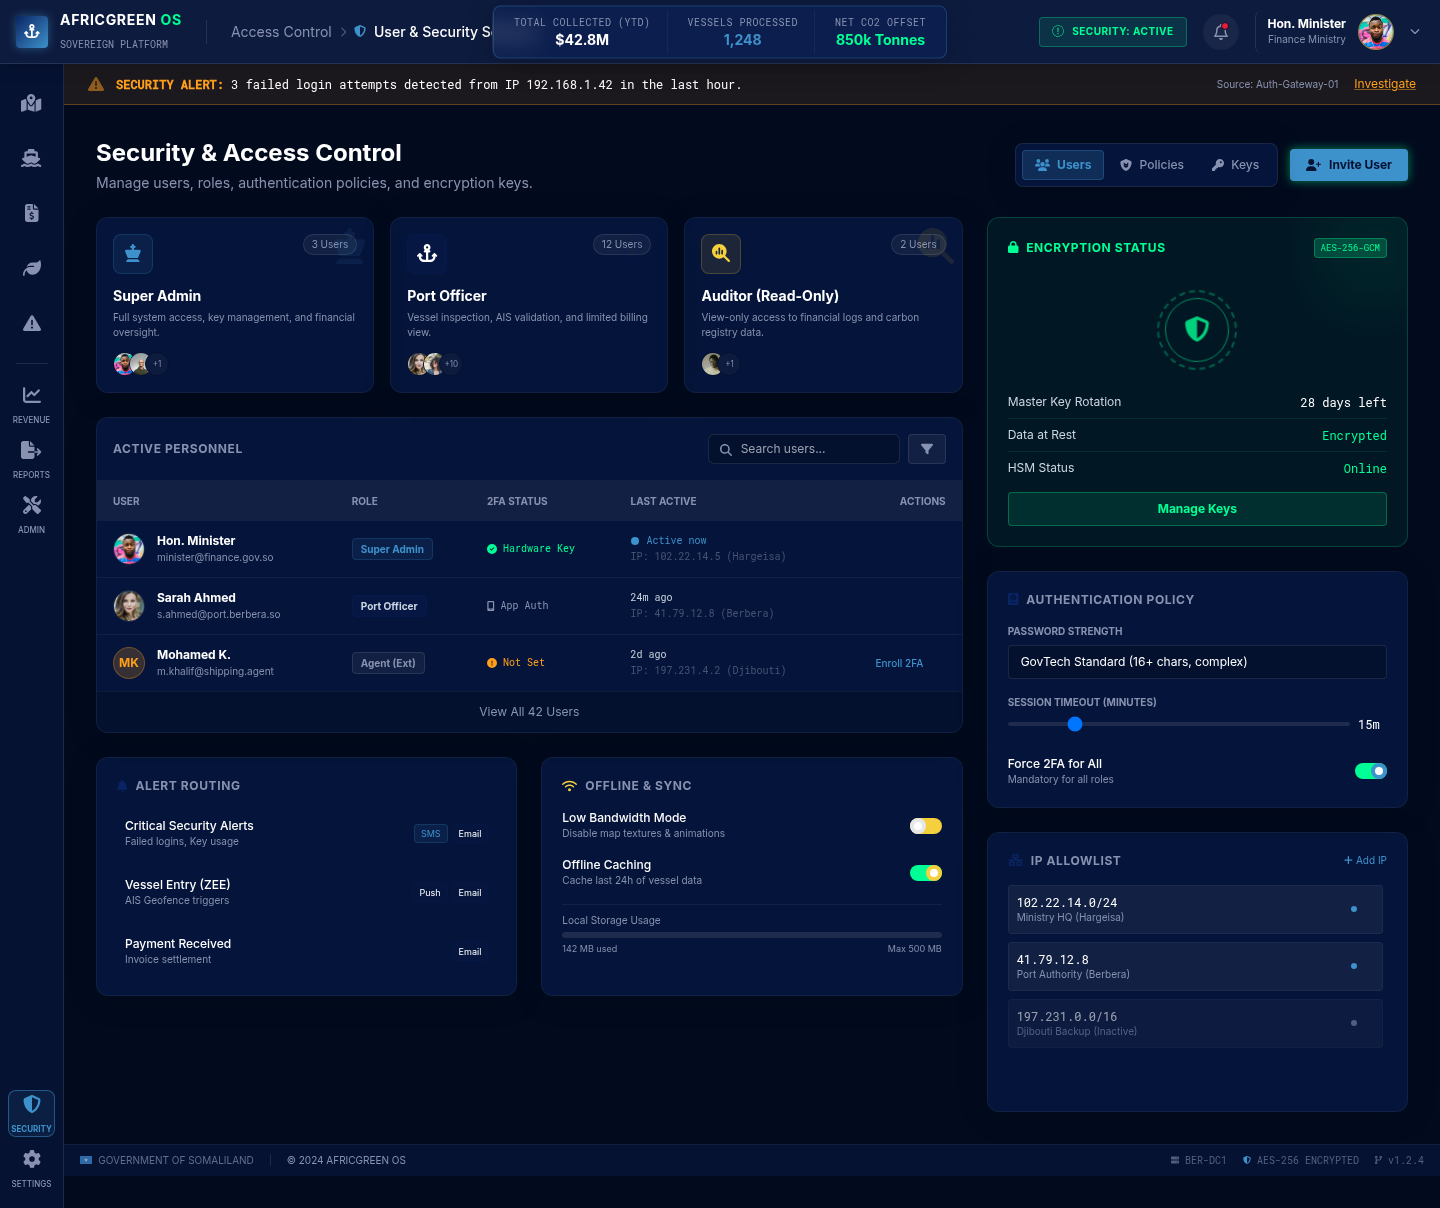 AFRICGREEN OS
SOVEREIGN PLATFORM
Access Control
User & Security S
TOTAL COLLECTED (YTD)
$42.8M
VESSELS PROCESSED
1,248
NET CO2 OFFSET
850k Tonnes
SECURITY: ACTIVE
Hon. Minister
Finance Ministry
SECURITY ALERT: 3 failed login attempts detected from IP 192.168.1.42 in the last hour.
Source: Auth-Gateway-01
Investigate
REVENUE
REPORTS
ADMIN
SECURITY
SETTINGS
Security & Access Control
Manage users, roles, authentication policies, and encryption keys.
Users
Policies
Keys
Invite User
3 Users
Super Admin
Full system access, key management, and financial
oversight.
+1
12 Users
Port Officer
Vessel inspection, AIS validation, and limited billing
view.
+10
2 Users
Auditor (Read-Only)
View-only access to financial logs and carbon
registry data.
+1
ACTIVE PERSONNEL
Search users...
USER ROLE 2FA STATUS LAST ACTIVE ACTIONS
Hon. Minister
minister@finance.gov.so
Super Admin
Hardware Key
Active now
IP: 102.22.14.5 (Hargeisa)
Sarah Ahmed
s.ahmed@port.berbera.so
Port Officer
App Auth
24m ago
IP: 41.79.12.8 (Berbera)
MK
Mohamed K.
m.khalif@shipping.agent
Agent (Ext)
Not Set
2d ago
IP: 197.231.4.2 (Djibouti)
Enroll 2FA
View All 42 Users
ALERT ROUTING
Critical Security Alerts
Failed logins, Key usage
SMS Email
Vessel Entry (ZEE)
AIS Geofence triggers
Push Email
Payment Received
Invoice settlement
Email
OFFLINE & SYNC
Low Bandwidth Mode
Disable map textures & animations
Offline Caching
Cache last 24h of vessel data
Local Storage Usage
142 MB used
Max 500 MB
ENCRYPTION STATUS
AES-256-GCM
Master Key Rotation 28 days left
Data at Rest Encrypted
HSM Status Online
Manage Keys
AUTHENTICATION POLICY
PASSWORD STRENGTH
GovTech Standard (16+ chars, complex)
SESSION TIMEOUT (MINUTES)
15m
Force 2FA for All
Mandatory for all roles
IP ALLOWLIST
+ Add IP
102.22.14.0/24
Ministry HQ (Hargeisa)
41.79.12.8
Port Authority (Berbera)
197.231.0.0/16
Djibouti Backup (Inactive)
GOVERNMENT OF SOMALILAND
© 2024 AFRICGREEN OS
BER-DC1
AES-256 ENCRYPTED
v1.2.4